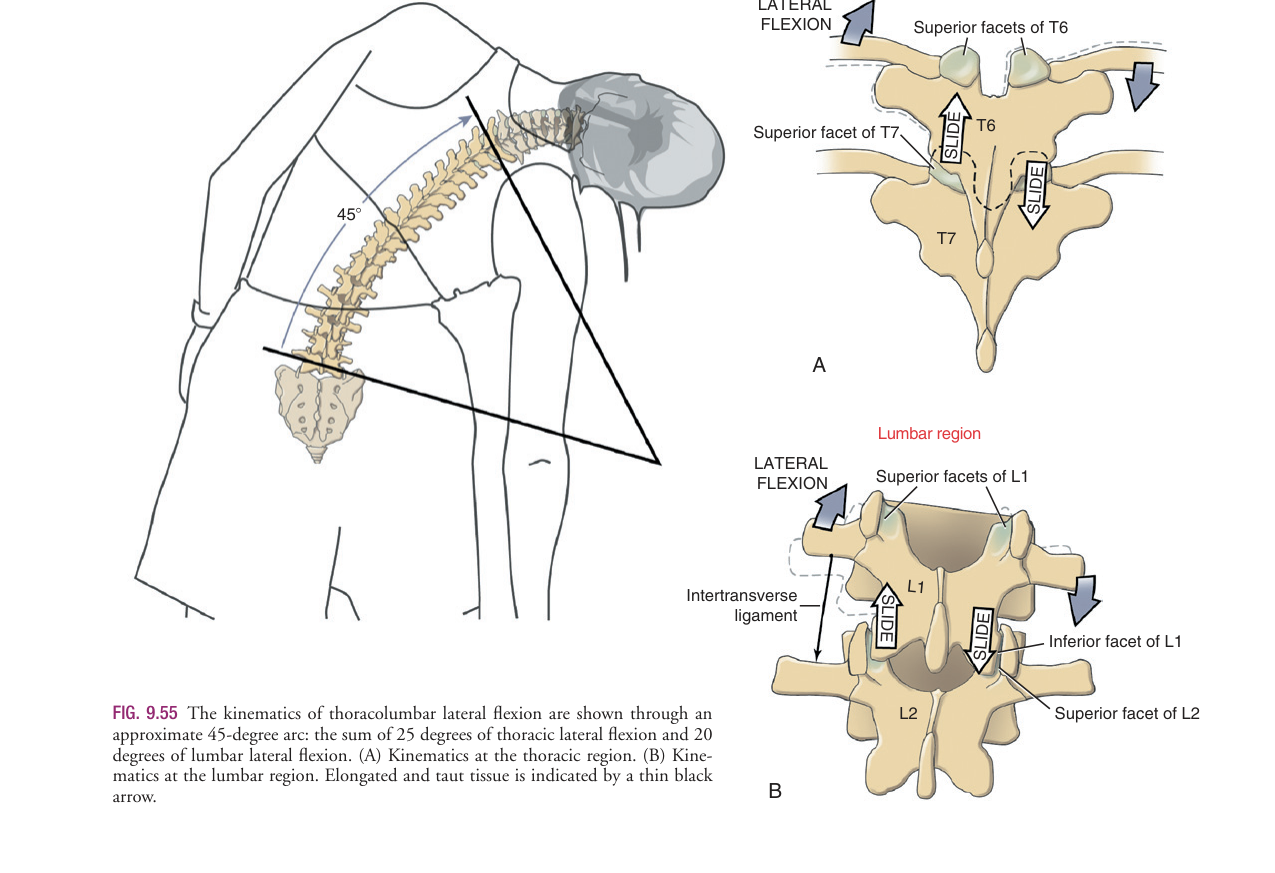 45°
FIG. 9.55 The kinematics of thoracolumbar lateral flexion are shown through an
approximate 45-degree arc: the sum of 25 degrees of thoracic lateral flexion and 20
degrees of lumbar lateral flexion. (A) Kinematics at the thoracic region. (B) Kine-
matics at the lumbar region. Elongated and taut tissue is indicated by a thin black
arrow.
LATERAL
FLEXION
Superior facets of T6
SLIDE
T6
Superior facet of T7
SLIDE
T7
A
Lumbar region
LATERAL
FLEXION
Superior facets of L1
L1
Intertransverse
ligament
SLIDE
SLIDE
Inferior facet of L1
L2
Superior facet of L2
B